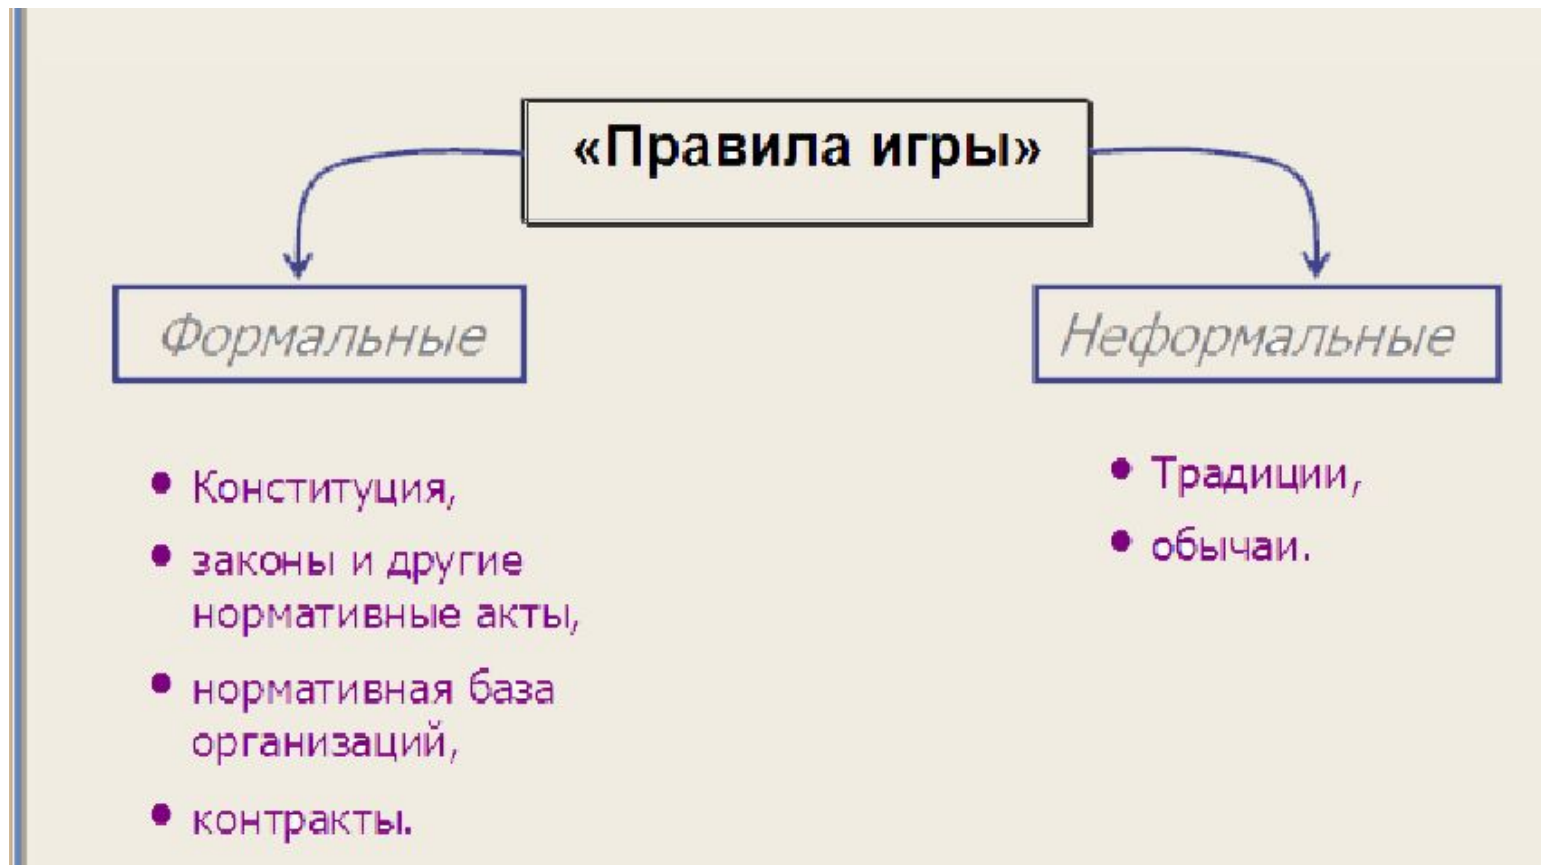 «Правила игры»
Формальные
Неформальные
• Конституция,
• законы и другие
нормативные акты,
• нормативная база
организаций,
• контракты.
• Традиции,
• обычаи.